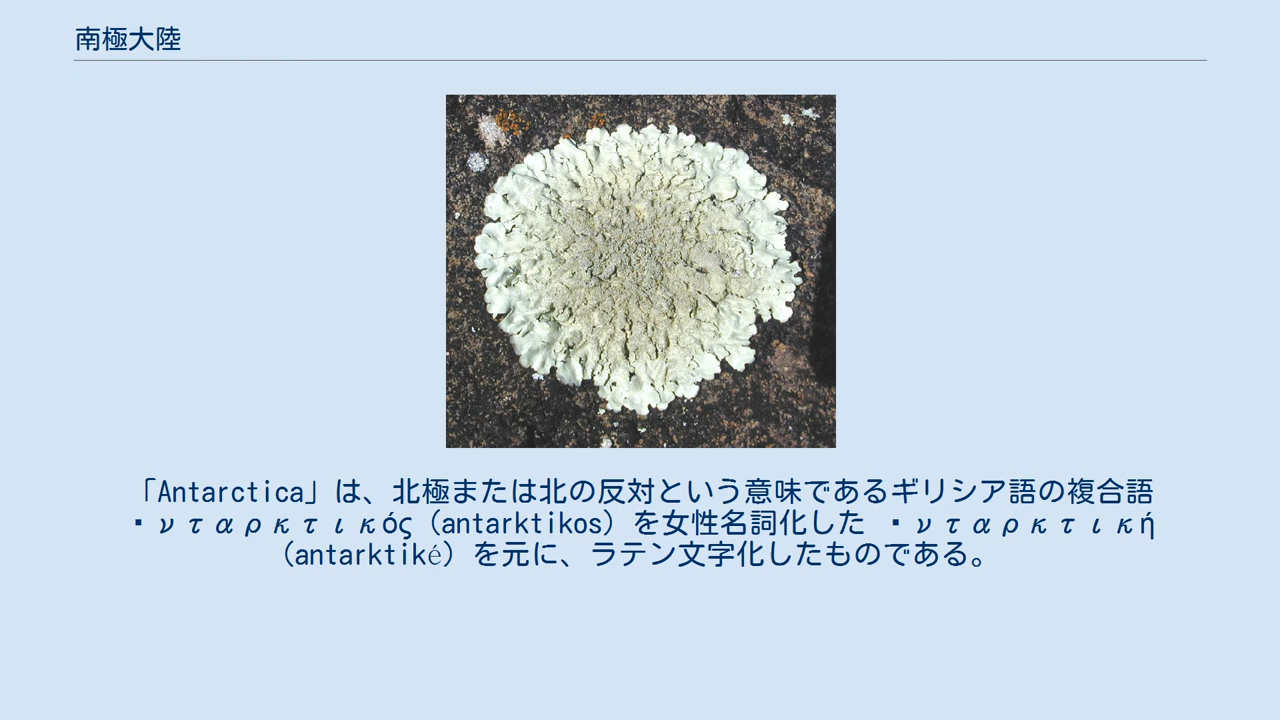 南極大陸
「Antarctica」は、北極または北の反対という意味であるギリシア語の複合語
▪νταρκτικός（antarktikos）を女性名詞化した ▪νταρκτική
（antarktiké）を元に、ラテン文字化したものである。